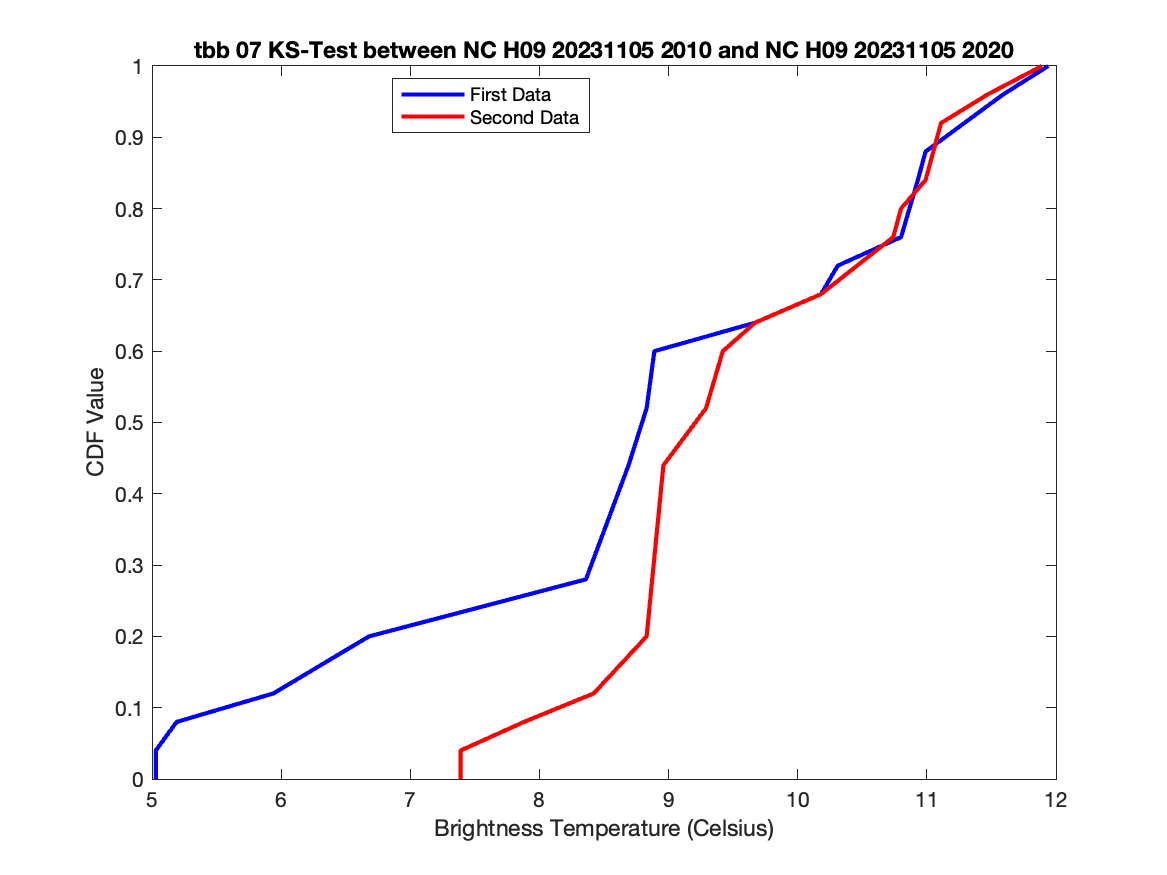 tbb 07 KS-Test between NC H09 20231105 2010 and NC H09 20231105 2020
First Data
Second Data
CDF Value
1
0.9
0.8
0.7
0.6
0.5
0.4
0.3
0.2
0.1
0
5 6 7 8 9 10 11 12
Brightness Temperature (Celsius)